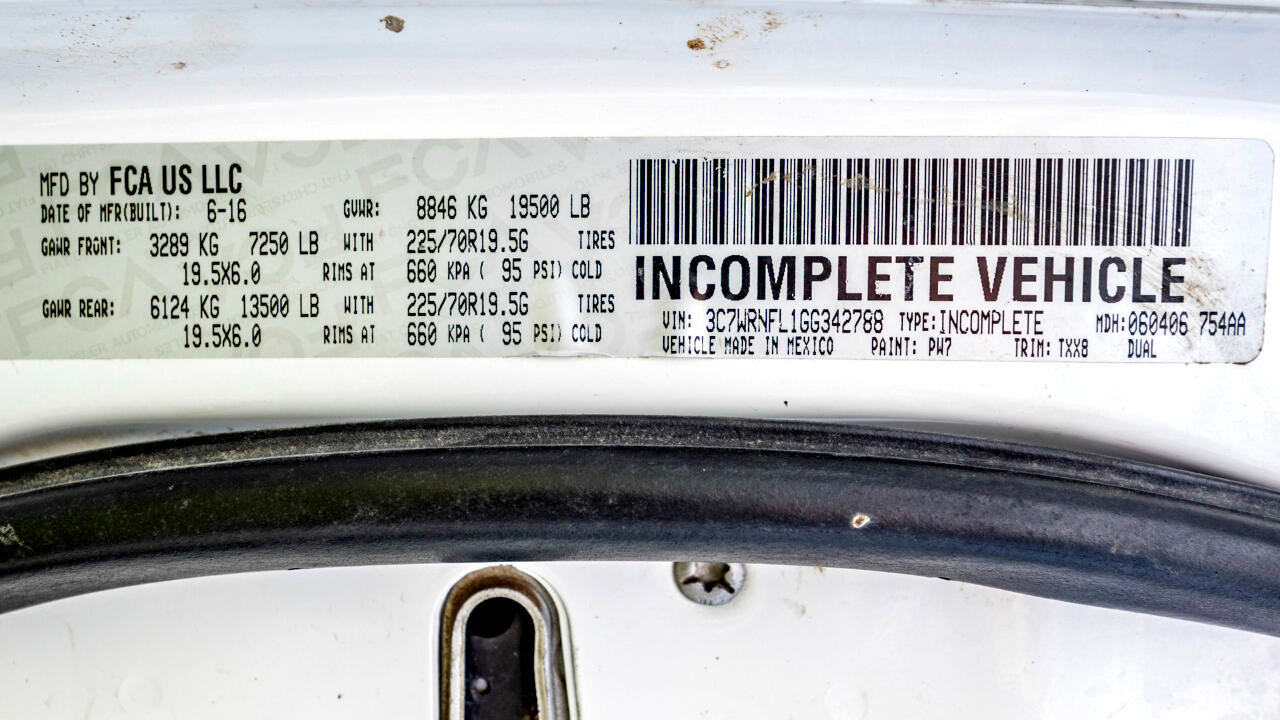 MFD BY FCA US LLC
DATE OF MFR(BUILT): 6-16 GVWR: 8846 KG 19500 LB
GAWR FRONT: 3289 KG 7250 LB WITH 225/70R19.5G TIRES
19.5X6.0 RIMS AT 660 KPA ( 95 PSI) COLD
GAWR REAR: 6124 KG 13500 LB WITH 225/70R19.5G TIRES
19.5X6.0 RIMS AT 660 KPA ( 95 PSI) COLD
INCOMPLETE VEHICLE
VIN: 3C7WRNFL1GG342788 TYPE: INCOMPLETE MDH: 060406 754AA
VEHICLE MADE IN MEXICO PAINT: PW7 TRIM: TXX8 DUAL